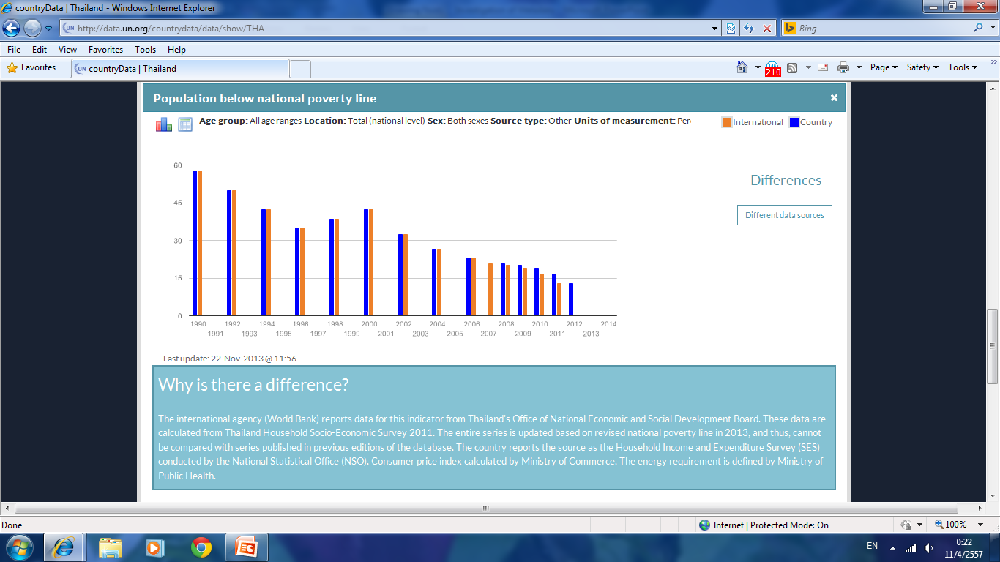 countryData | Thailand - Windows Internet Explorer
http://data.un.org/countrydata/data/show/THA
Bing
File Edit View Favorites Tools Help
Favorites
UN countryData | Thailand
210
Page Safety Tools
Population below national poverty line
Age group: All age ranges Location: Total (national level) Sex: Both sexes Source type: Other Units of measurement: Per
International Country
60
45
30
15
0
Differences
Different data sources
1990 1992 1994 1996 1998 2000 2002 2004 2006 2008 2010 2012 2014
1991 1993 1995 1997 1999 2001 2003 2005 2007 2009 2011 2013
Last update: 22-Nov-2013 @ 11:56
Why is there a difference?
The international agency (World Bank) reports data for this indicator from Thailand's Office of National Economic and Social Development Board. These data are
calculated from Thailand Household Socio-Economic Survey 2011. The entire series is updated based on revised national poverty line in 2013, and thus, cannot
be compared with series published in previous editions of the database. The country reports the source as the Household Income and Expenditure Survey (SES)
conducted by the National Statistical Office (NSO). Consumer price index calculated by Ministry of Commerce. The energy requirement is defined by Ministry of
Public Health.
Done
Internet | Protected Mode: On
100%
EN
0:22
11/4/2557